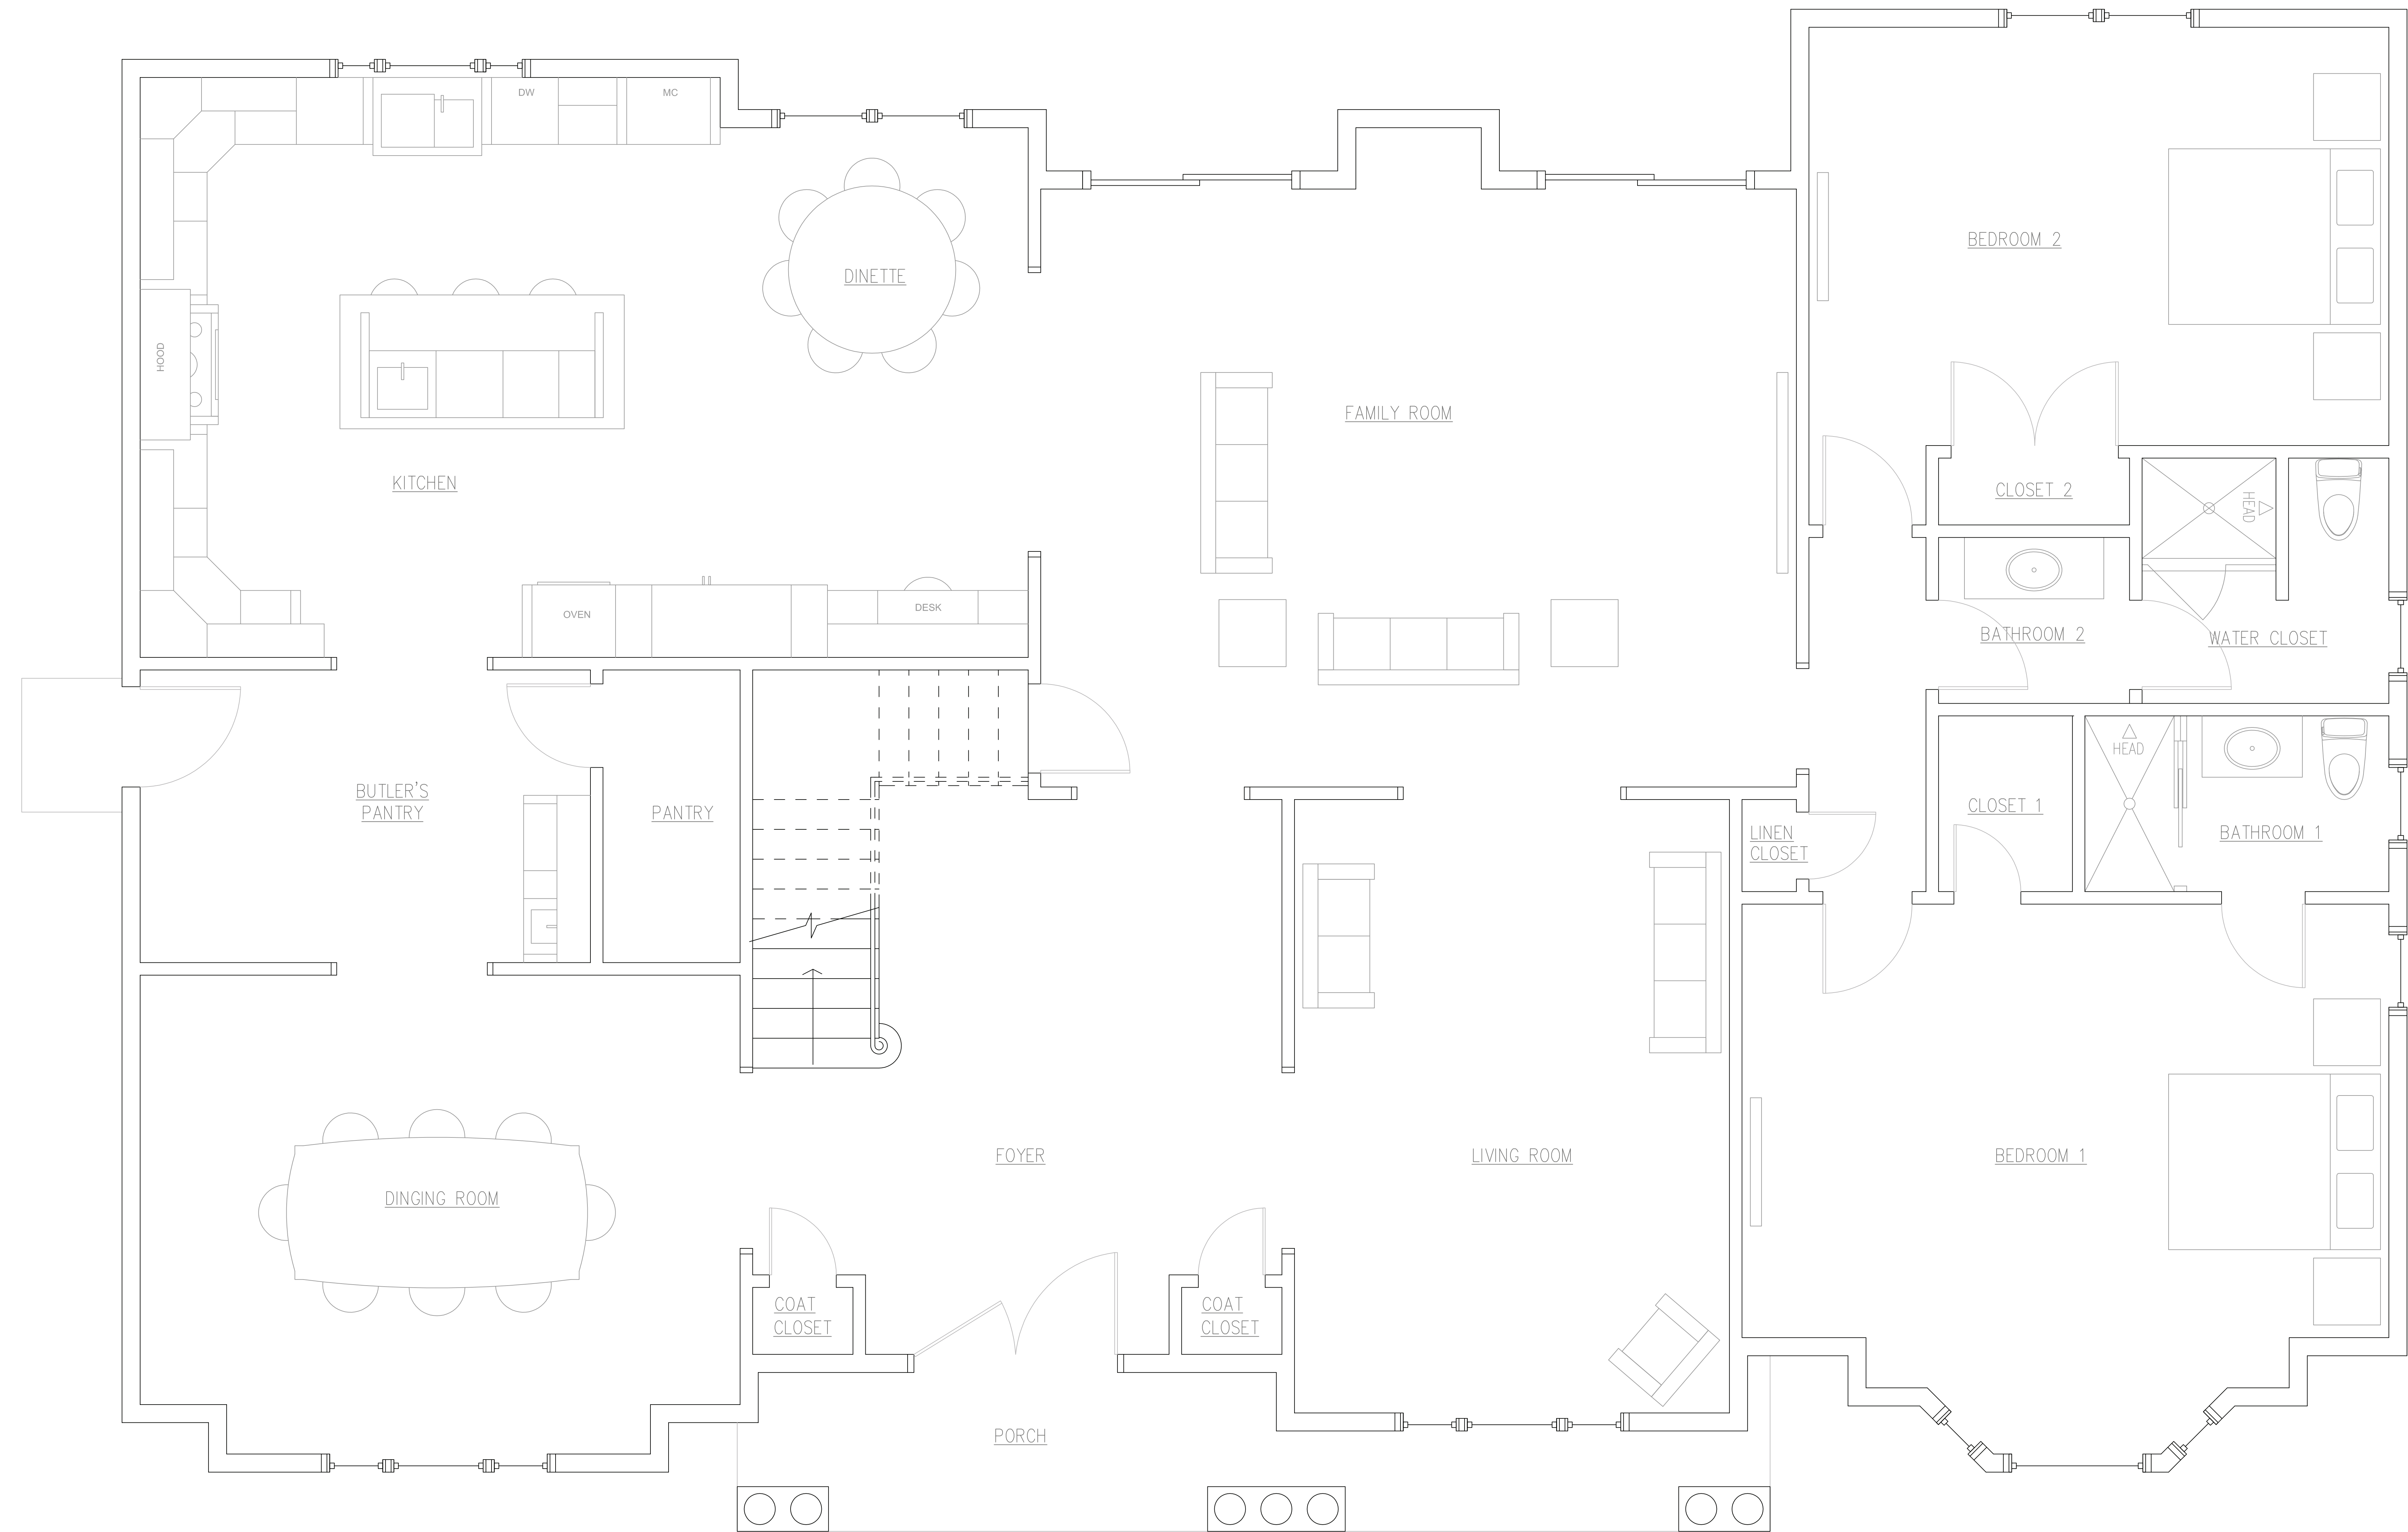 DW
MC
BEDROOM 2
DINETTE
HOOD
FAMILY ROOM
KITCHEN
CLOSET 2
HEAD
OVEN
DESK
BATHROOM 2
WATER CLOSET
HEAD
BUTLER'S
PANTRY
PANTRY
CLOSET 1
LINEN
CLOSET
BATHROOM 1
FOYER
LIVING ROOM
BEDROOM 1
DINGING ROOM
COAT
CLOSET
COAT
CLOSET
PORCH